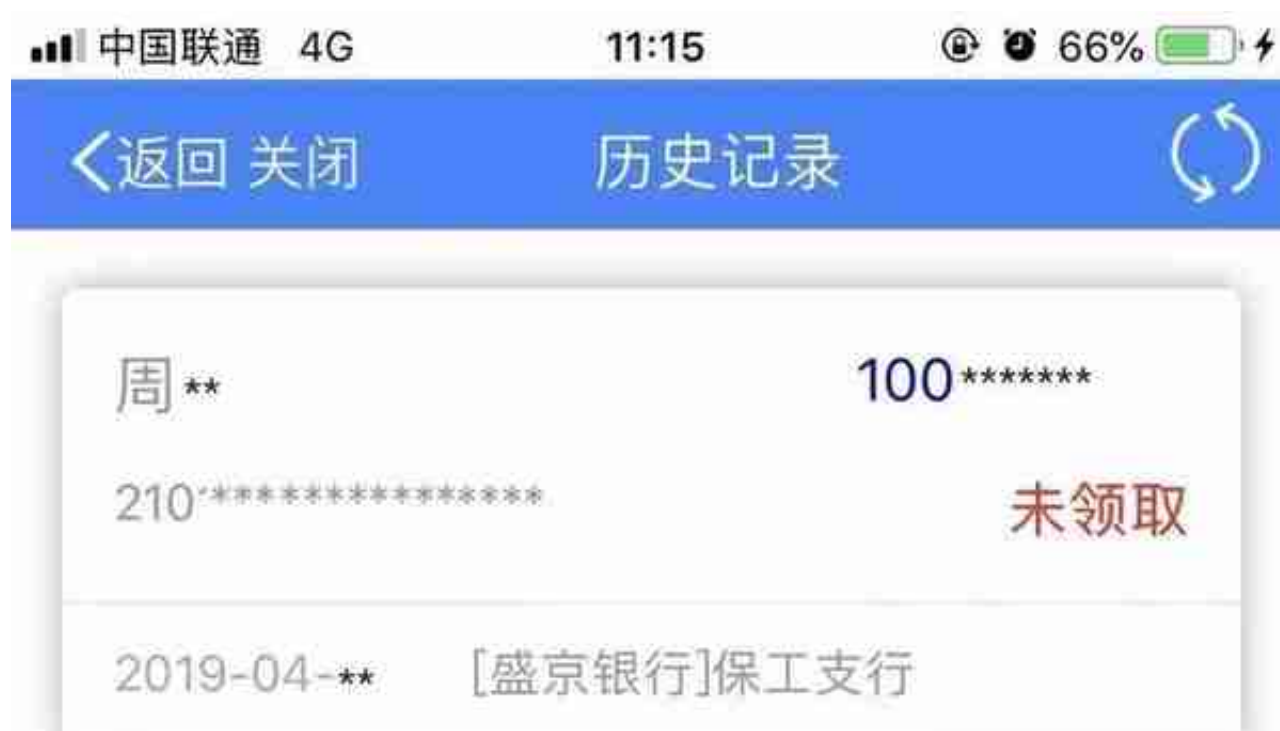 中国联通 4G 11:15 66%
返回 关闭 历史记录
周** 100*******
210*************** 未领取
2019-04-** [盛京银行]保工支行